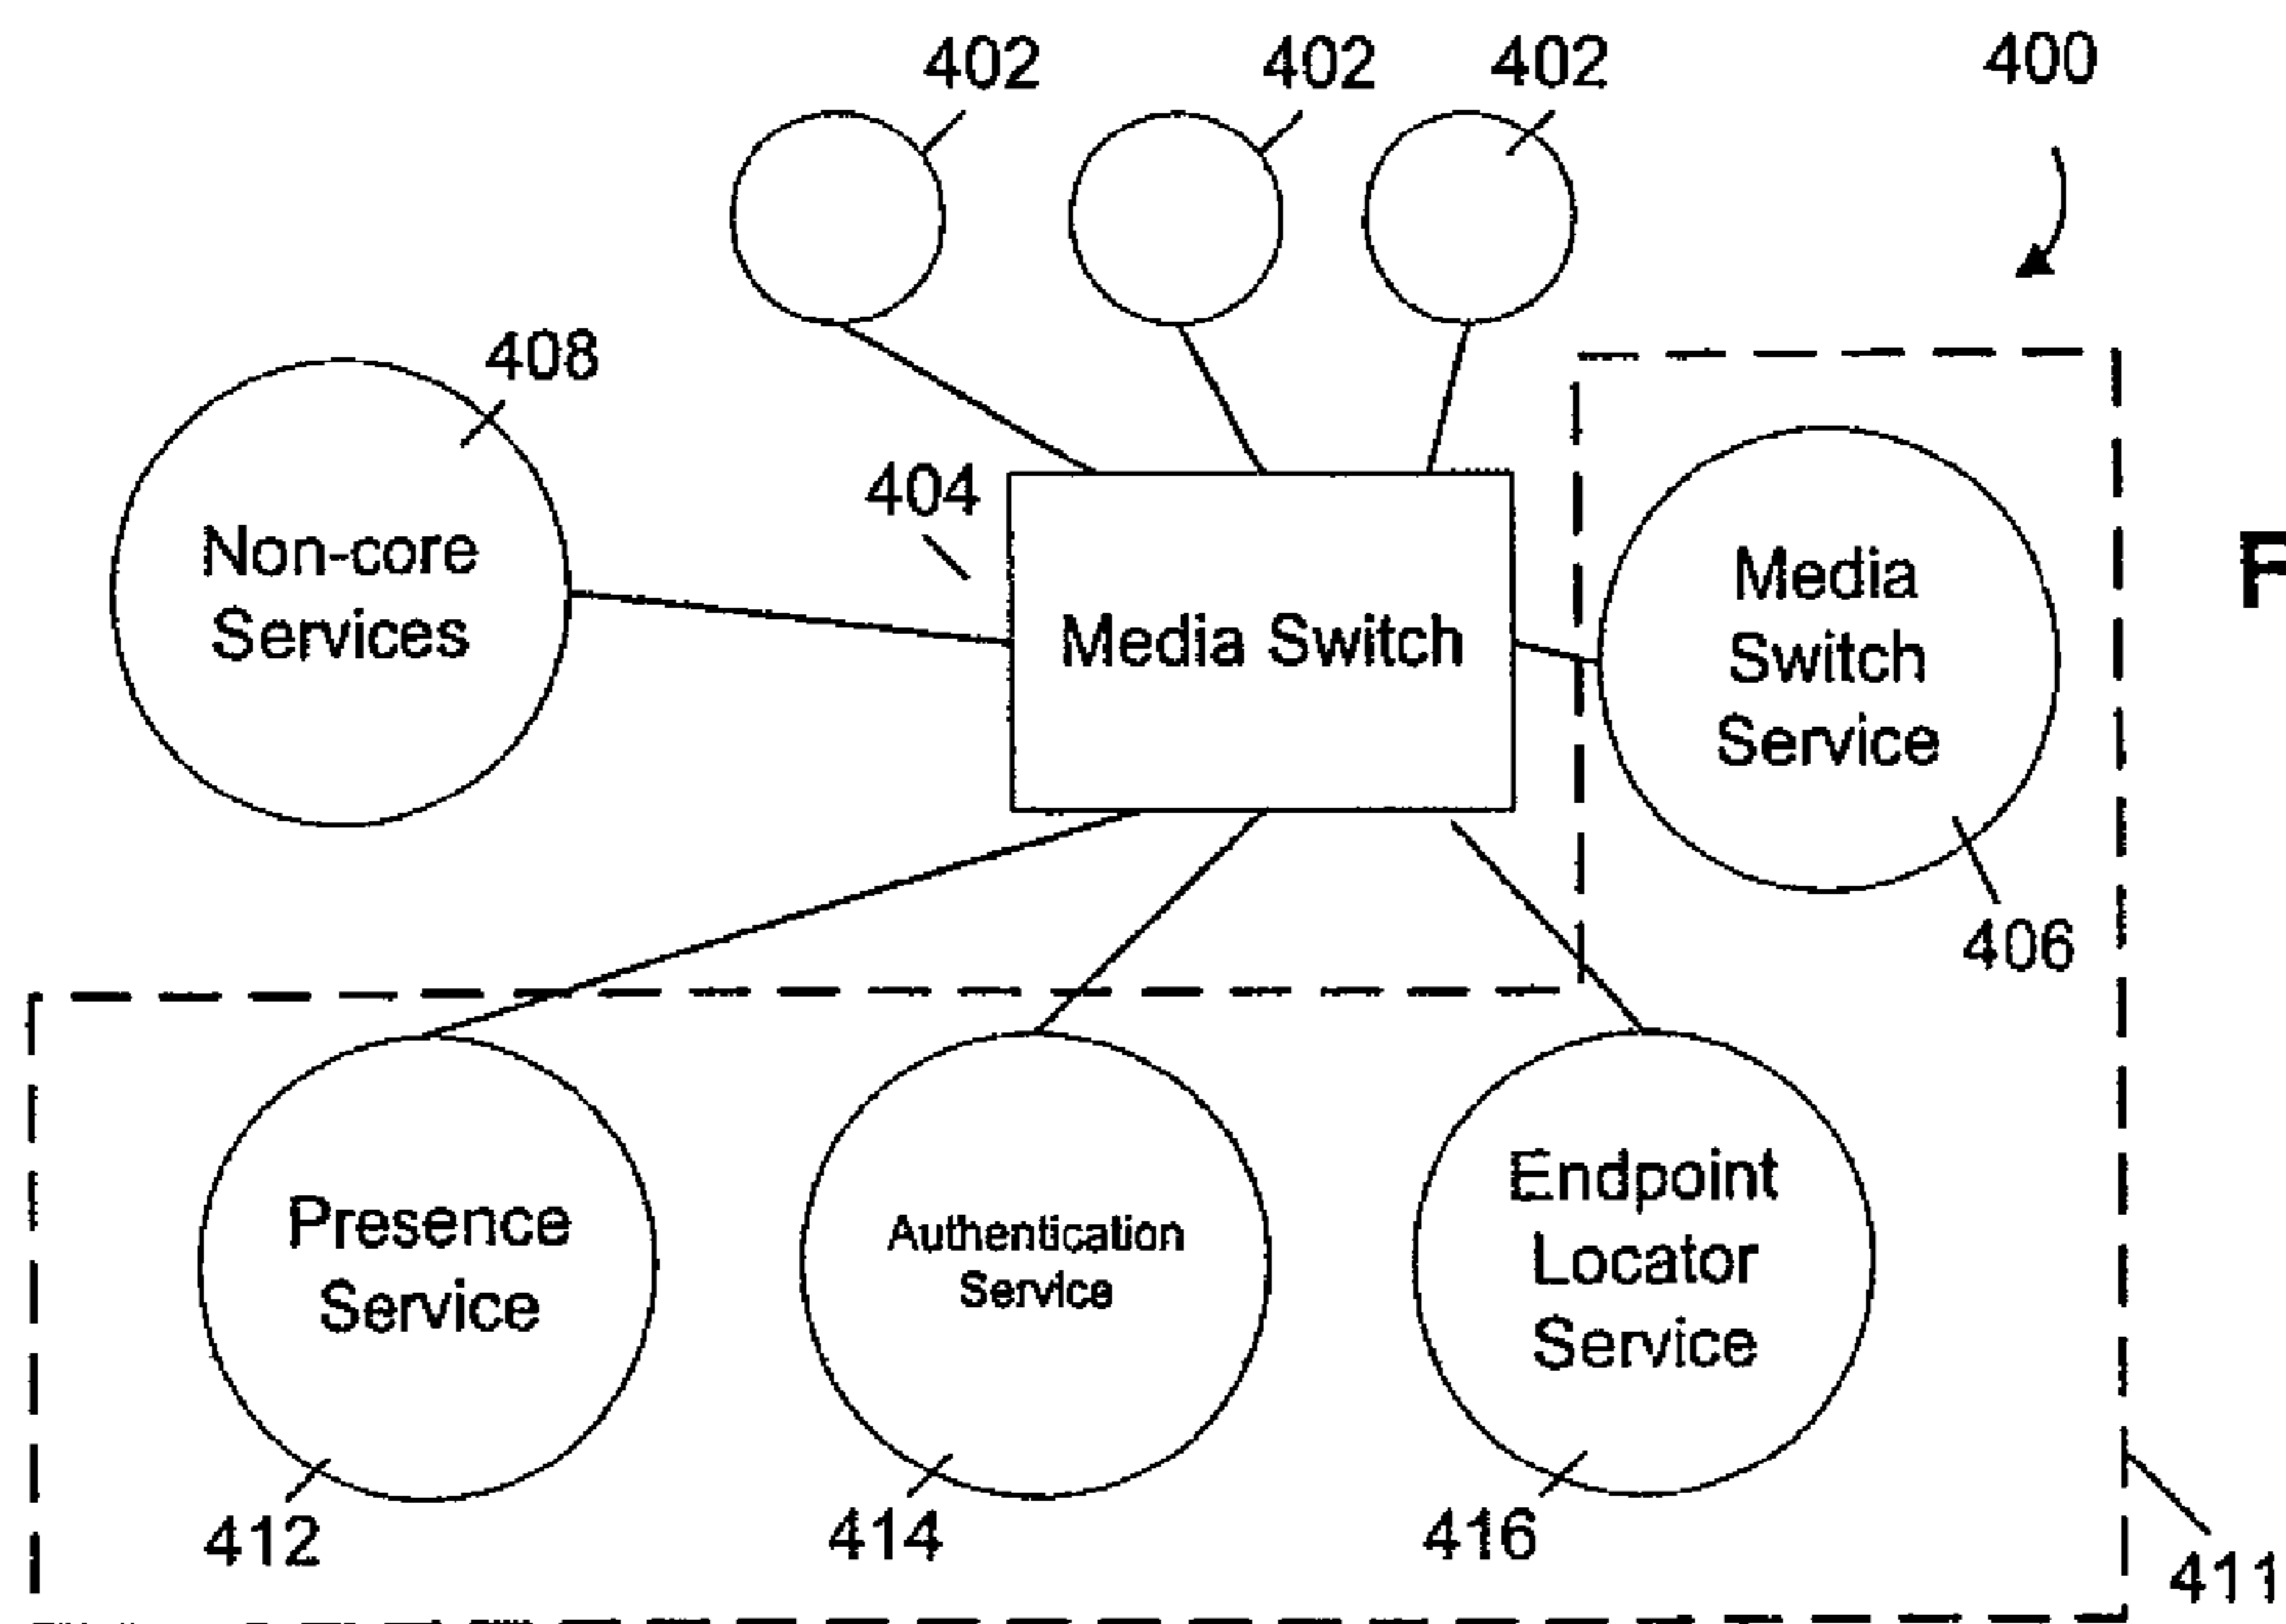 402
402
402
400
408
404
Non-core
Services
Media Switch
Media
Switch
Service
F
406
Presence
Service
Authentication
Service
Endpoint
Locator
Service
412
414
416
411